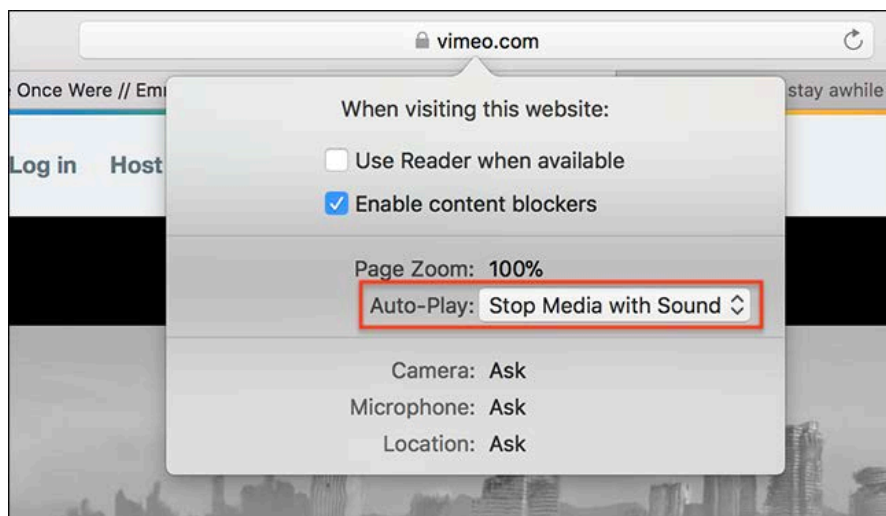 vimeo.com
Once Were // Em
stay awhile
When visiting this website:
Log in Host
Use Reader when available
Enable content blockers
Page Zoom: 100%
Auto-Play: Stop Media with Sound
Camera: Ask
Microphone: Ask
Location: Ask